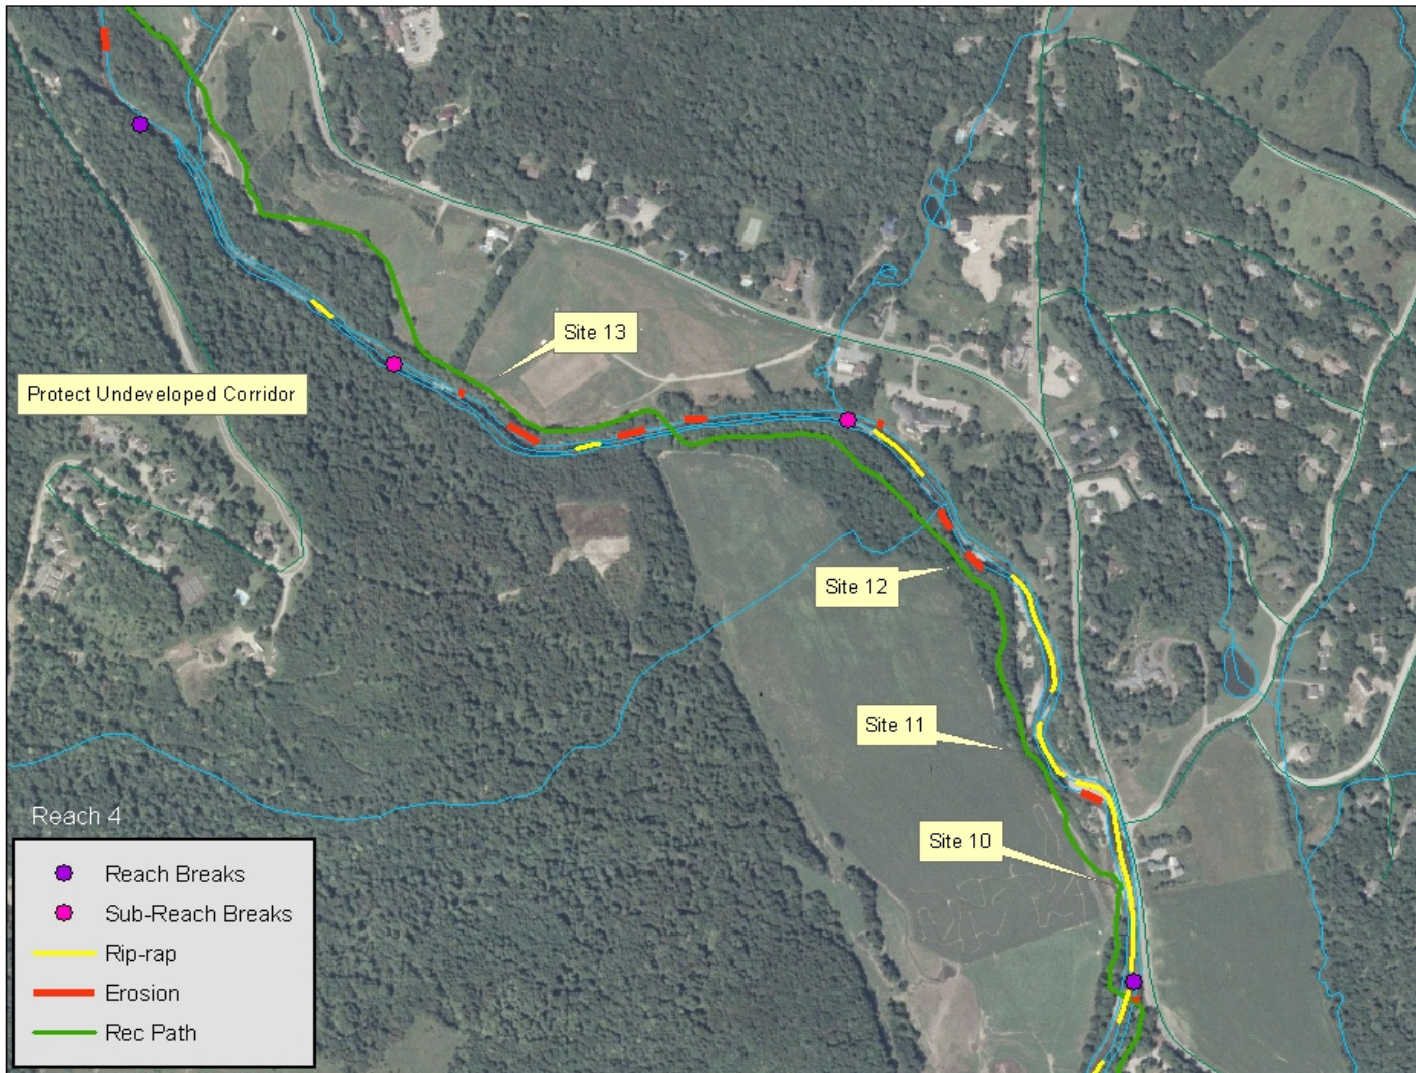 Site 13
Protect Undeveloped Corridor
Site 12
Site 11
Site 10
Reach 4
Reach Breaks
Sub-Reach Breaks
Rip-rap
Erosion
Rec Path